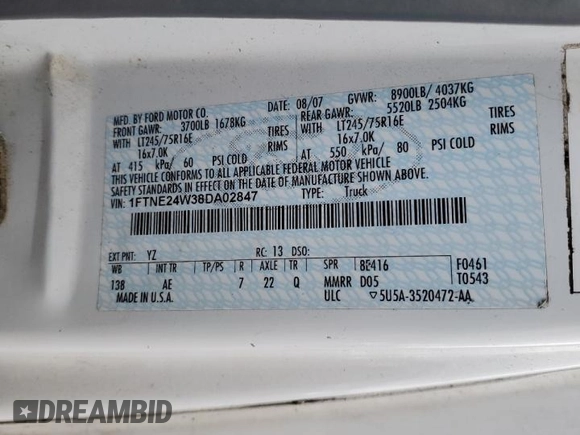 MFD. BY FORD MOTOR CO.
DATE: 08/07 GVWR: 8900LB/ 4037KG
FRONT GAWR: 3700LB 1678KG
REAR GAWR: 5520LB 2504KG
WITH LT245/75R16E TIRES
WITH LT245/75R16E TIRES
16x7.0K RIMS
16x7.0K RIMS
AT 415 kPa/ 60 PSI COLD
AT 550 kPa/ 80 PSI COLD
THIS VEHICLE CONFORMS TO ALL APPLICABLE FEDERAL MOTOR VEHICLE
SAFETY STANDARDS IN EFFECT ON THE DATE OF MANUFACTURE SHOWN ABOVE
VIN: 1FTNE24W38DA02847
TYPE: Truck
EXT PNT: YZ RC: 13 DSO:
WB INT TR TP/PS R AXLE TR SPR 8E416 F0461
138 AE 7 22 Q MMRR D05 T0543
MADE IN U.S.A. ULC 5U5A-3520472-AA
DREAMBID